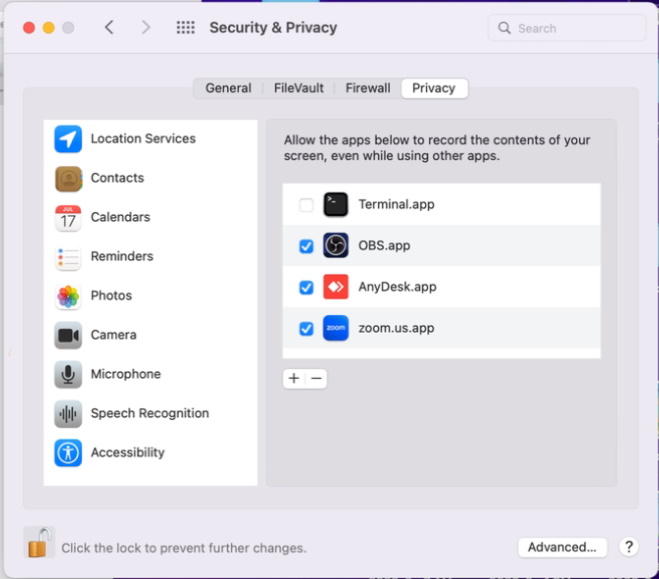 Security & Privacy
Search
General
FileVault
Firewall
Privacy
Location Services
Contacts
JUL
17
Calendars
Reminders
Photos
Camera
Microphone
Speech Recognition
Accessibility
Allow the apps below to record the contents of your
screen, even while using other apps.
>_
Terminal.app
OBS.app
AnyDesk.app
zoom
zoom.us.app
+ −
Click the lock to prevent further changes.
Advanced...
?